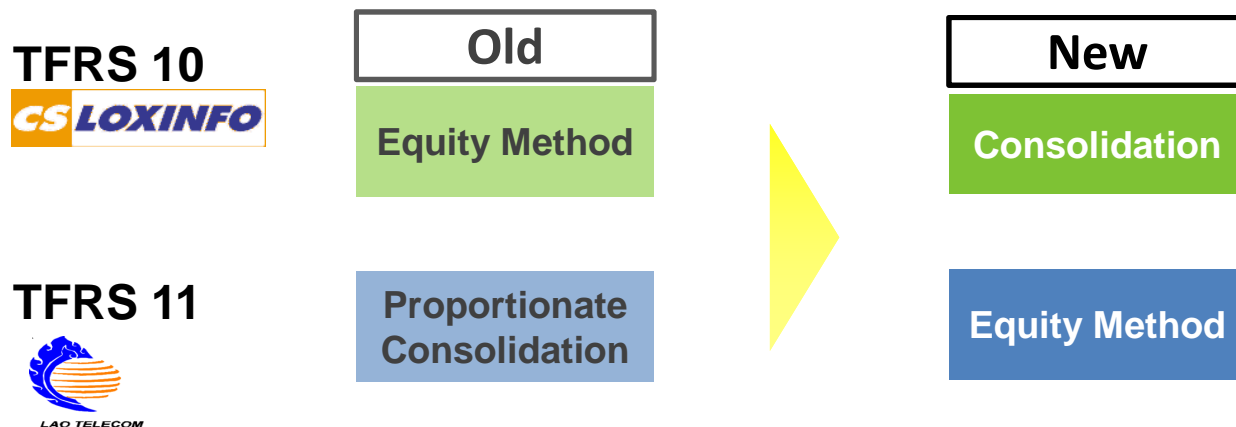 Old
New
TFRS 10
CS LOXINFO
Equity Method
Consolidation
TFRS 11
Proportionate
Consolidation
Equity Method
LAO TELECOM